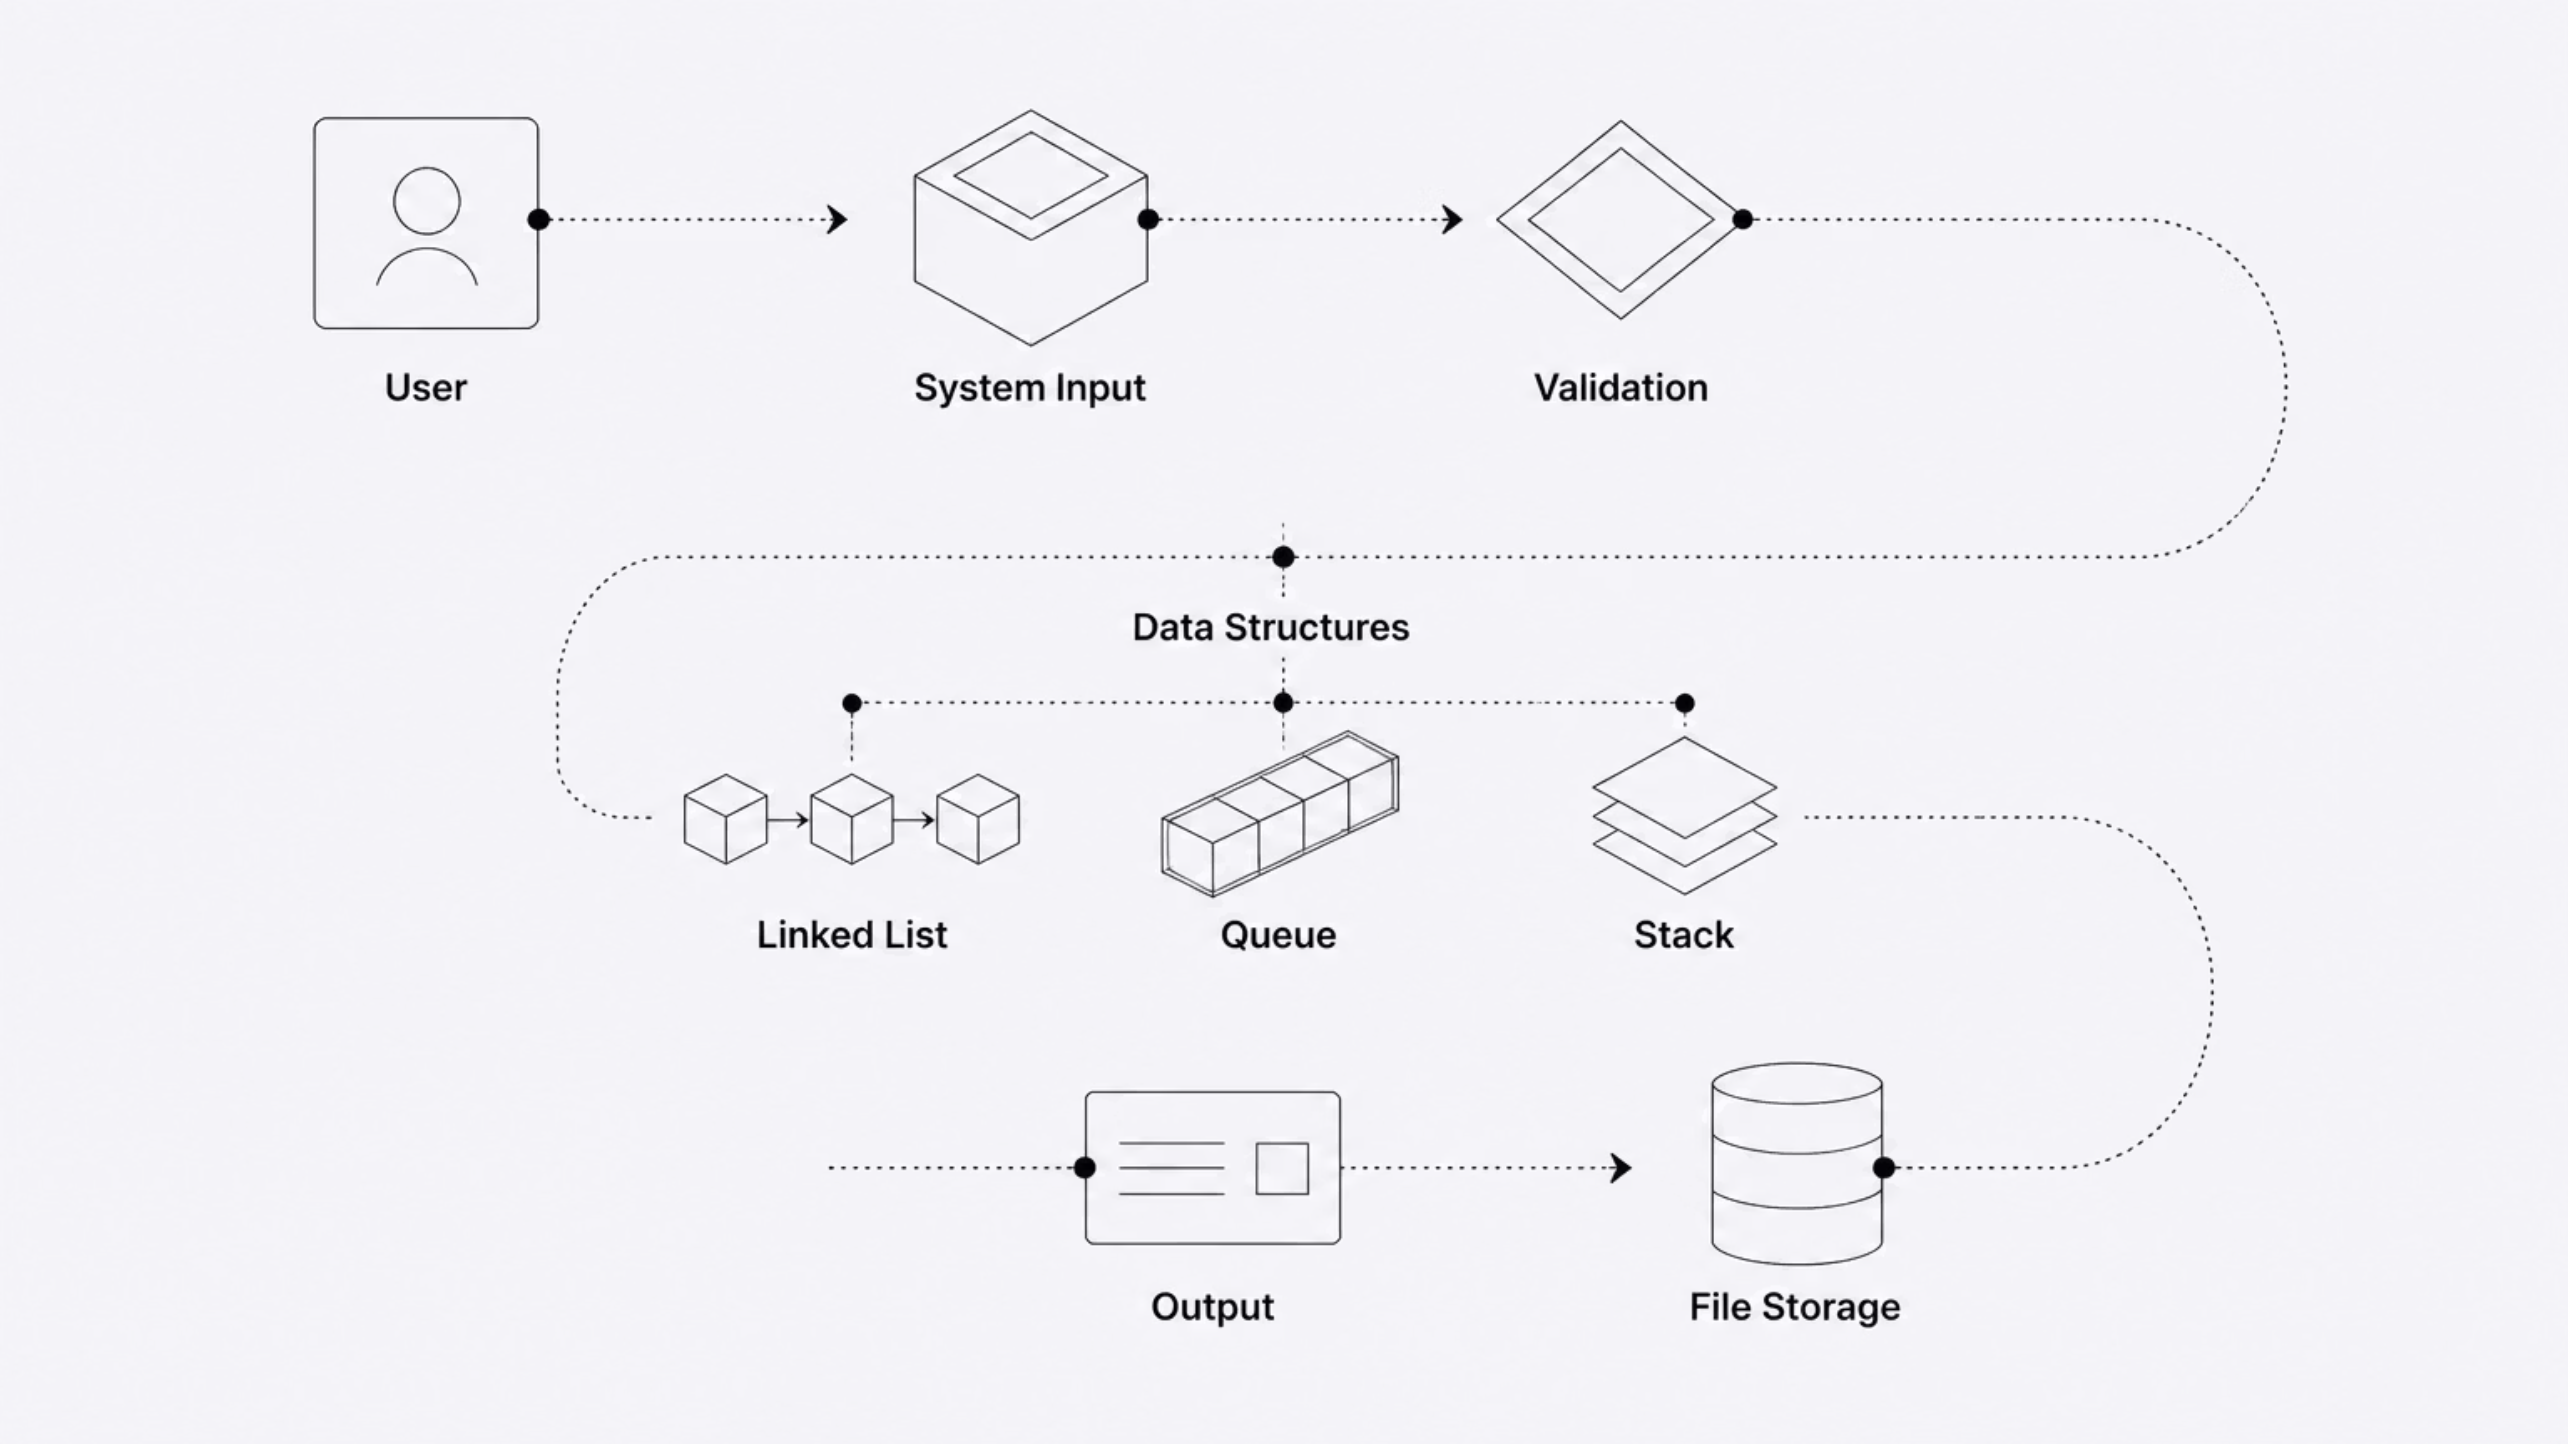 User
System Input
Validation
Data Structures
Linked List
Queue
Stack
Output
File Storage